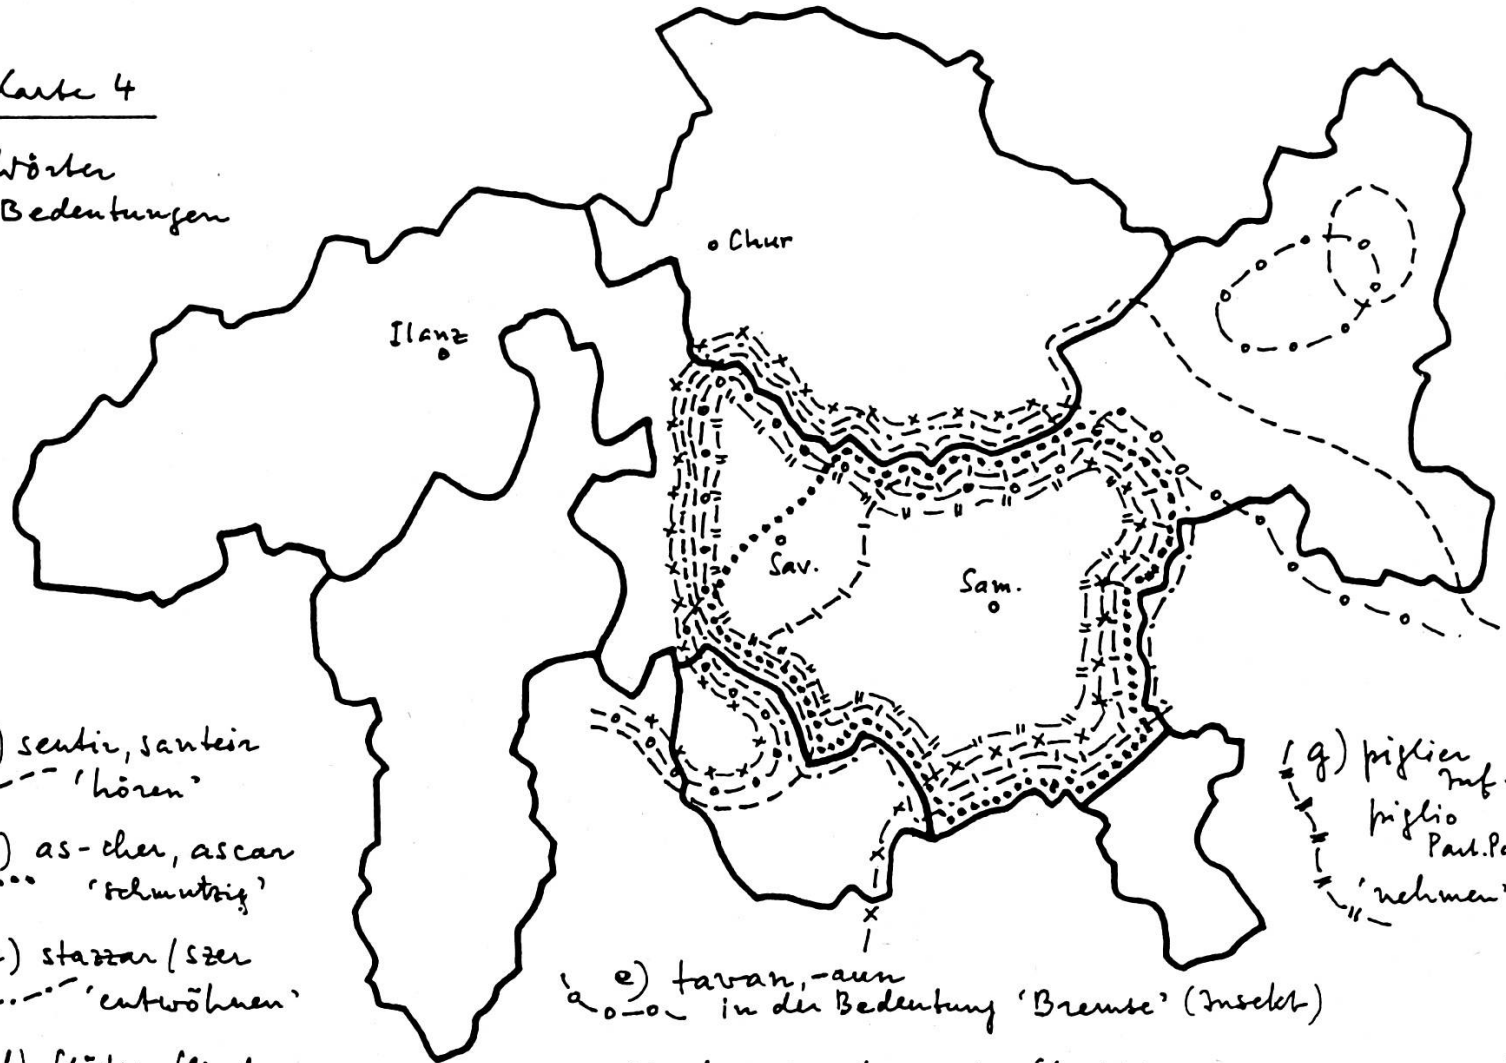 Karte 4
Wörter
Bedeutungen
Chur
Ilanz
Sav.
Sam.
) sentir, santeir
'hören'
) as-cher, ascar
'schmutzig'
) stazzar/szer
'entwöhnen'
e) tavan, -aun
in der Bedeutung 'Bremse' (Insekt)
g) piglier
Inf.
piglio
Part.
'nehmen'